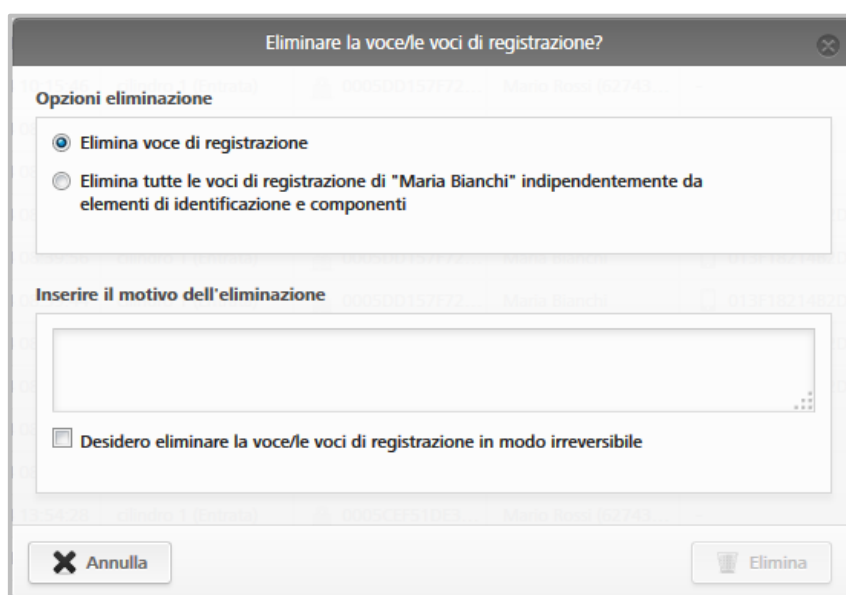 Eliminare la voce/le voci di registrazione?
Opzioni eliminazione
Elimina voce di registrazione
Elimina tutte le voci di registrazione di "Maria Bianchi" indipendentemente da
elementi di identificazione e componenti
Inserire il motivo dell'eliminazione
Desidero eliminare la voce/le voci di registrazione in modo irreversibile
Annulla
Elimina